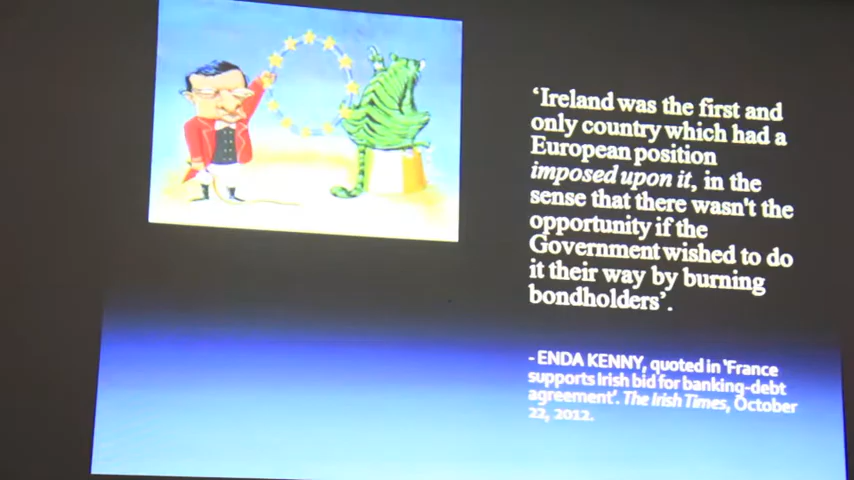 ‘Ireland was the first and
only country which had a
European position
imposed upon it, in the
sense that there wasn't the
opportunity if the
Government wished to do
it their way by burning
bondholders’.
- ENDA KENNY, quoted in ‘France
supports Irish bid for banking-debt
agreement’. The Irish Times, October
22, 2012.